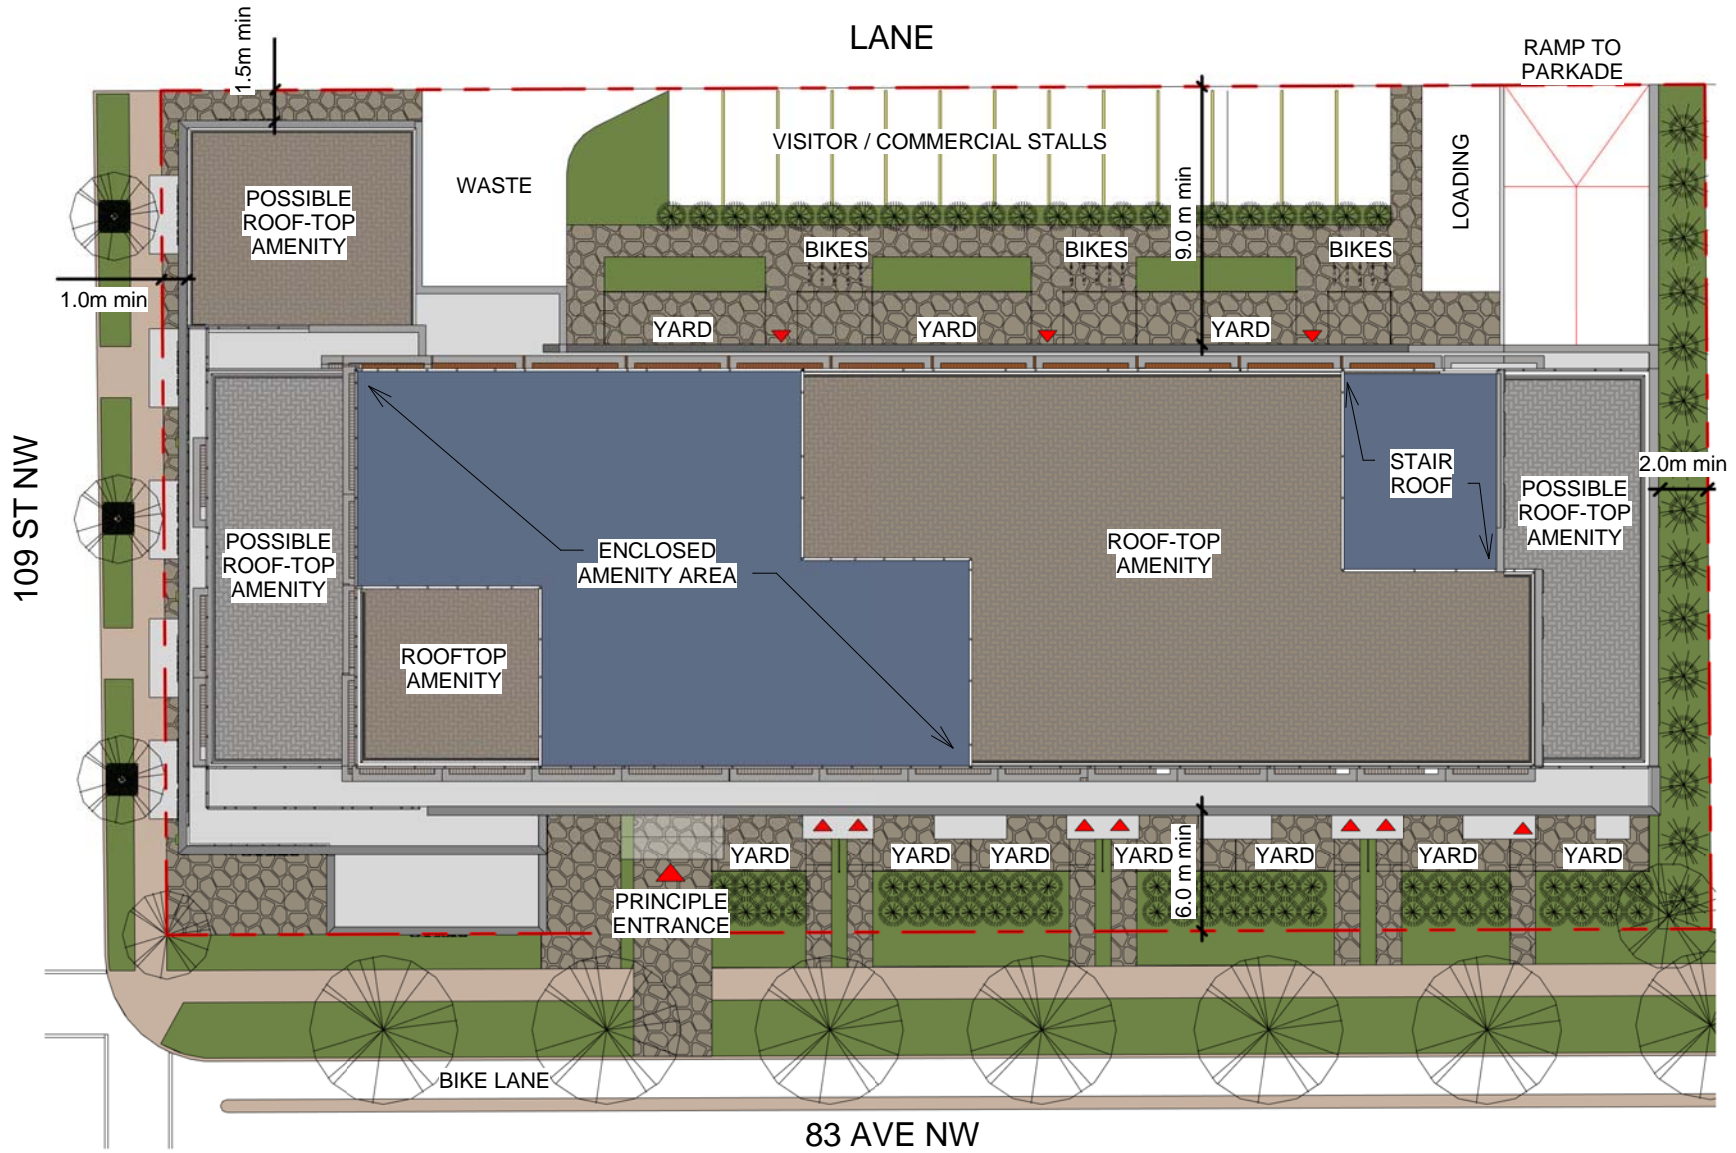 LANE
1.5m min
RAMP TO
PARKADE
VISITOR / COMMERCIAL STALLS
WASTE
LOADING
POSSIBLE
ROOF-TOP
AMENITY
9.0 m min
BIKES
BIKES
BIKES
1.0m min
YARD
YARD
YARD
109 ST NW
STAIR
ROOF
2.0m min
POSSIBLE
ROOF-TOP
AMENITY
POSSIBLE
ROOF-TOP
AMENITY
ENCLOSED
AMENITY AREA
ROOF-TOP
AMENITY
ROOFTOP
AMENITY
YARD
YARD
YARD
YARD
YARD
YARD
YARD
6.0 m min
PRINCIPLE
ENTRANCE
BIKE LANE
83 AVE NW